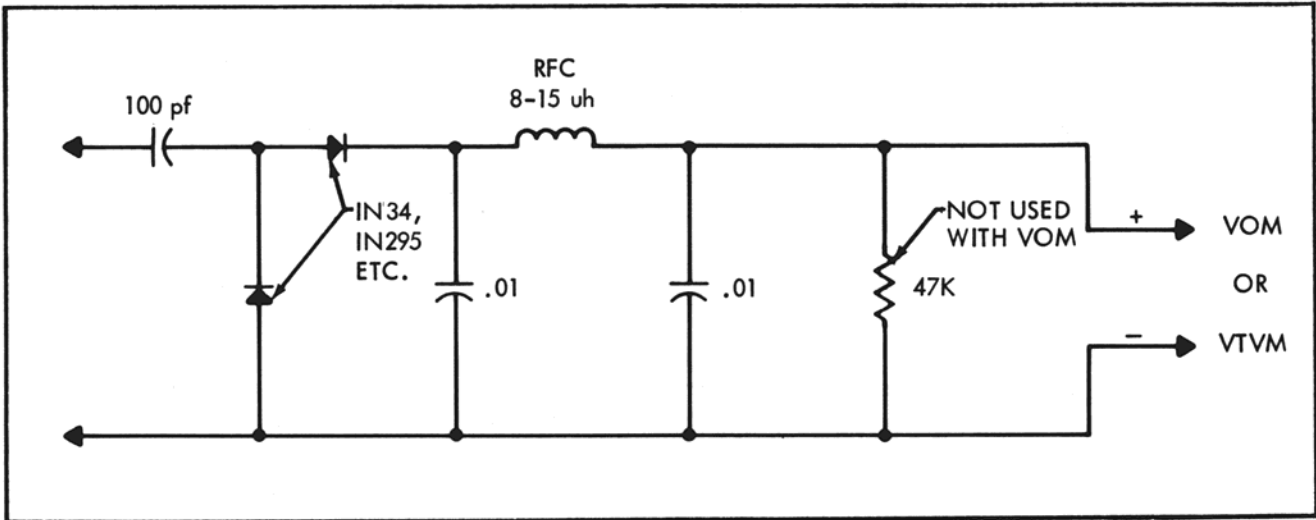 RFC
8-15 uh
100 pf
IN34,
IN295
ETC.
.01
.01
NOT USED
WITH VOM
47K
+
VOM
OR
–
VTVM